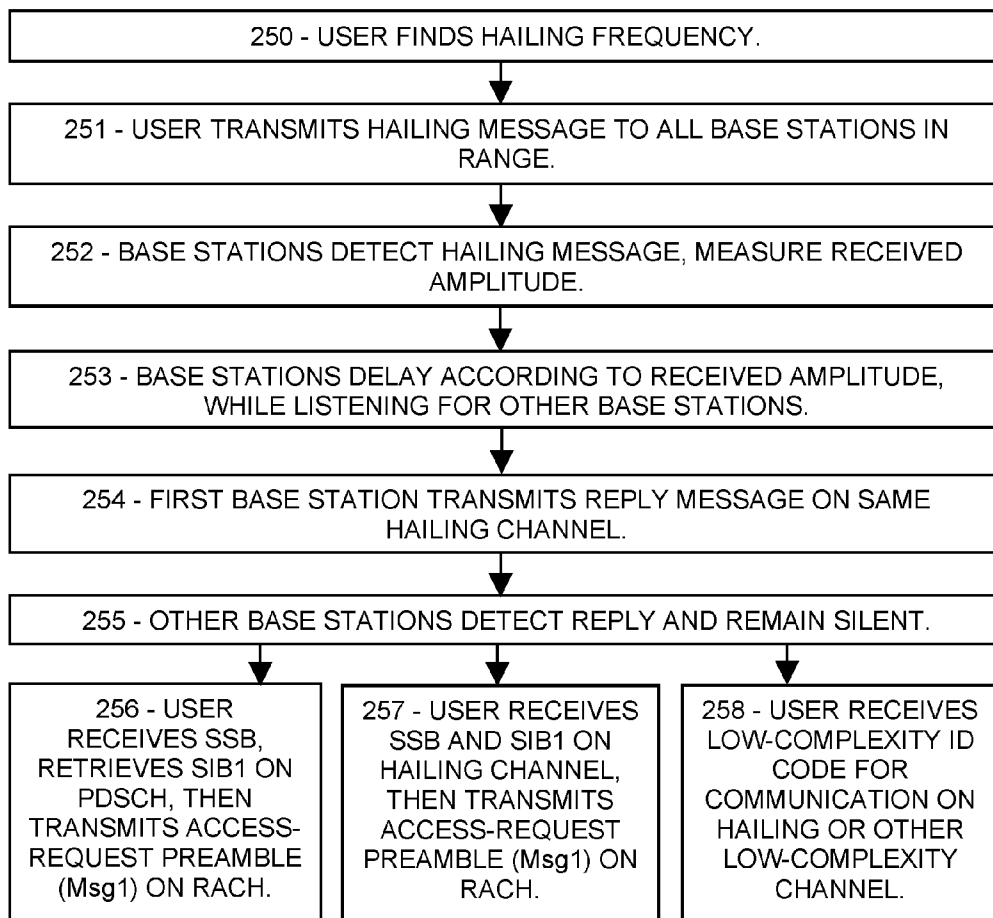 250 - USER FINDS HAILING FREQUENCY.
251 - USER TRANSMITS HAILING MESSAGE TO ALL BASE STATIONS IN
RANGE.
252 - BASE STATIONS DETECT HAILING MESSAGE, MEASURE RECEIVED
AMPLITUDE.
253 - BASE STATIONS DELAY ACCORDING TO RECEIVED AMPLITUDE,
WHILE LISTENING FOR OTHER BASE STATIONS.
254 - FIRST BASE STATION TRANSMITS REPLY MESSAGE ON SAME
HAILING CHANNEL.
255 - OTHER BASE STATIONS DETECT REPLY AND REMAIN SILENT.
256 - USER
RECEIVES SSB,
RETRIEVES SIB1 ON
PDSCH, THEN
TRANSMITS ACCESS-
REQUEST PREAMBLE
(Msg1) ON RACH.
257 - USER RECEIVES
SSB AND SIB1 ON
HAILING CHANNEL,
THEN TRANSMITS
ACCESS-REQUEST
PREAMBLE (Msg1) ON
RACH.
258 - USER RECEIVES
LOW-COMPLEXITY ID
CODE FOR
COMMUNICATION ON
HAILING OR OTHER
LOW-COMPLEXITY
CHANNEL.